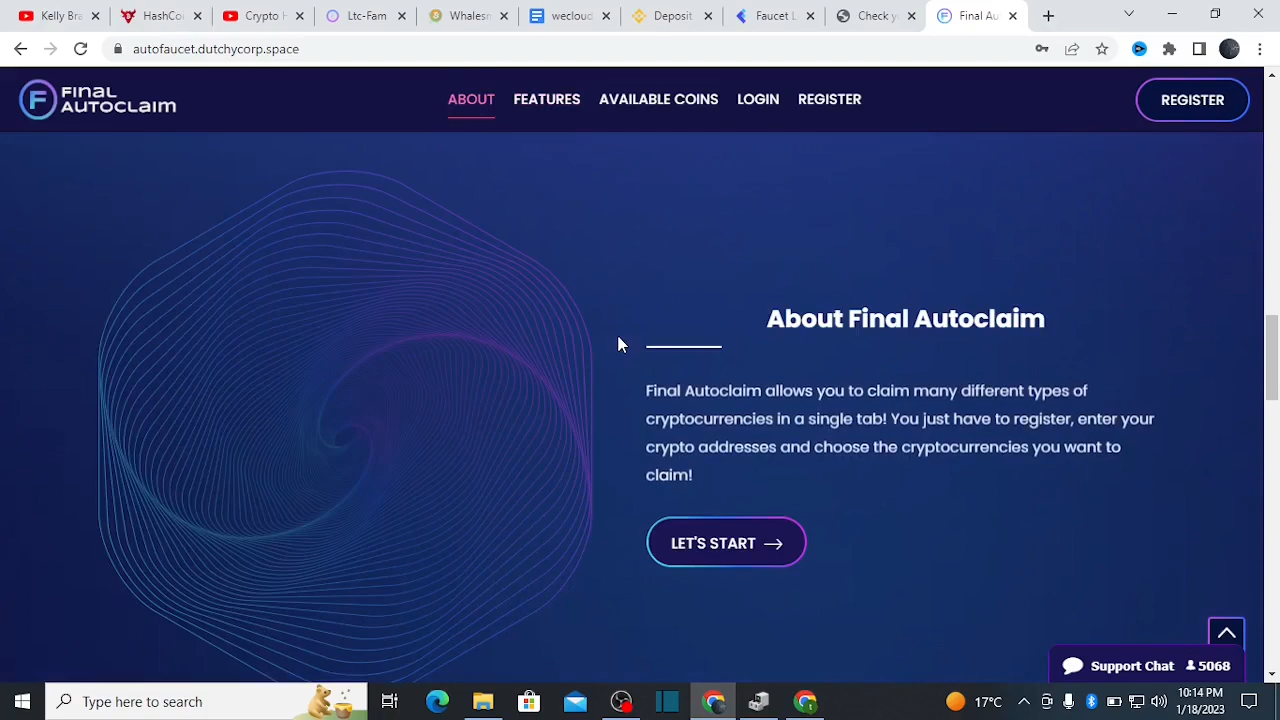 Kelly Bra
HashCo
Crypto H
Ltc-Fam
Whalesn
wecloud
Deposit
Faucet L
Check y
Final Au
autofaucet.dutchycorp.space
FINAL AUTOCLAIM
ABOUT
FEATURES
AVAILABLE COINS
LOGIN
REGISTER
REGISTER
About Final Autoclaim
Final Autoclaim allows you to claim many different types of
cryptocurrencies in a single tab! You just have to register, enter your
crypto addresses and choose the cryptocurrencies you want to
claim!
LET'S START
Support Chat 5068
Type here to search
17°C
10:14 PM
1/18/2023